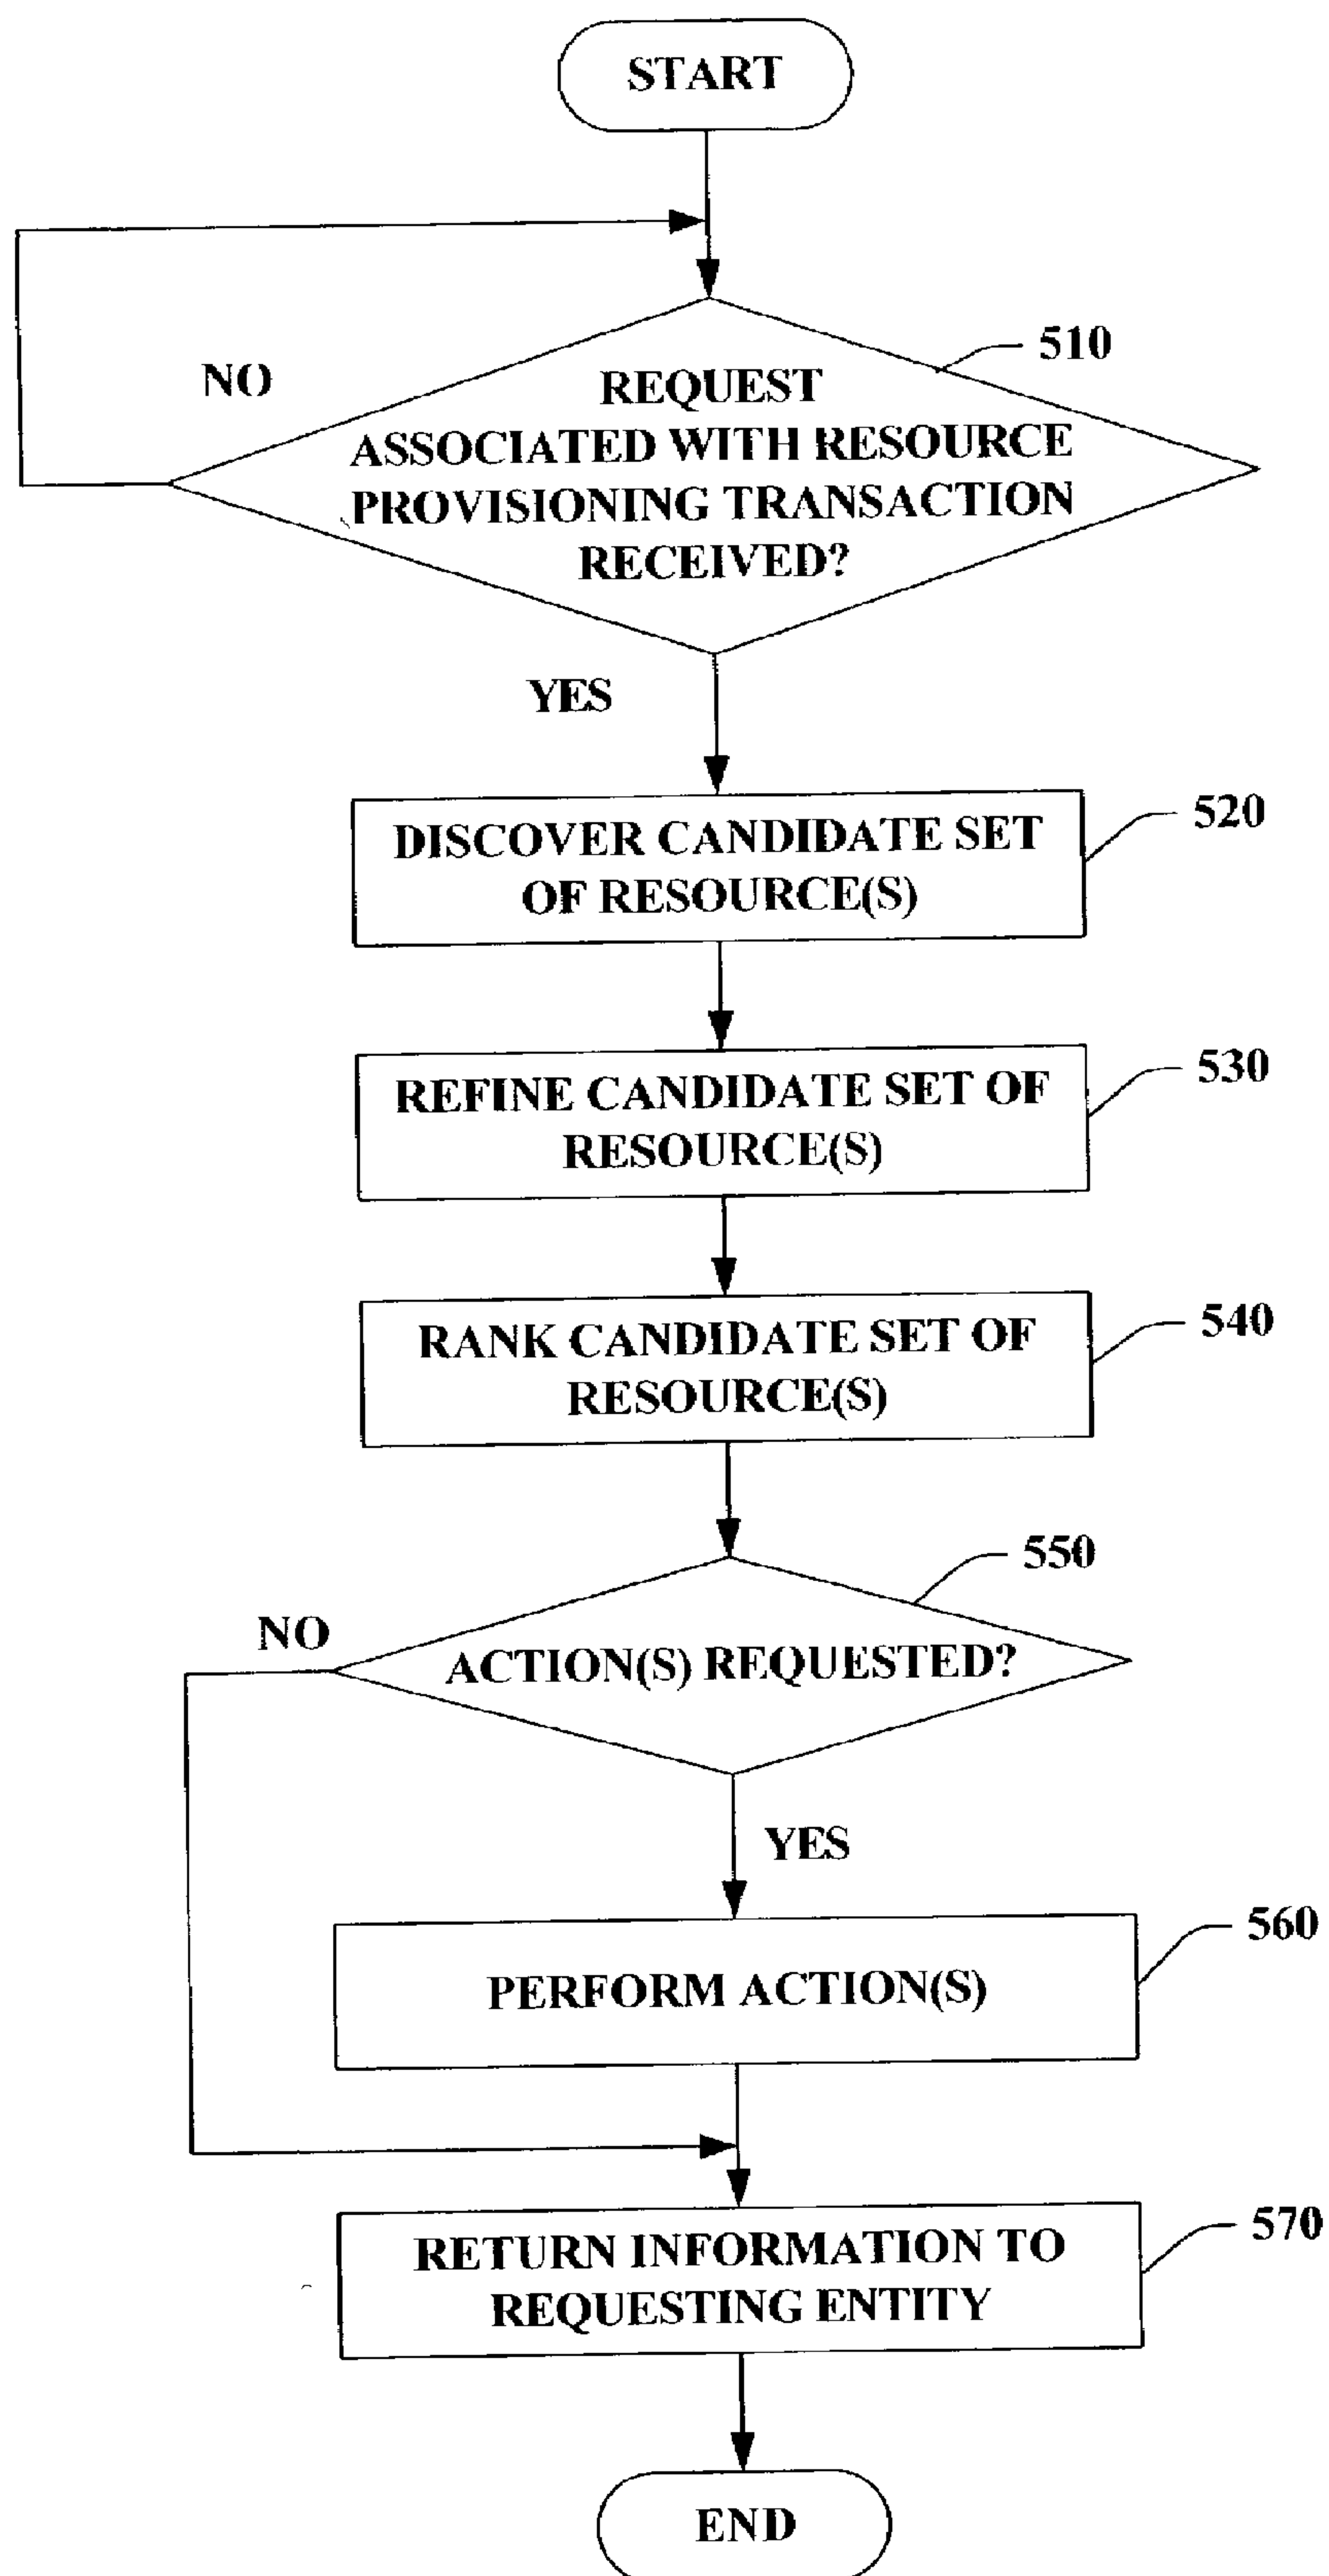 START
NO
510
REQUEST
ASSOCIATED WITH RESOURCE
PROVISIONING TRANSACTION
RECEIVED?
YES
520
DISCOVER CANDIDATE SET
OF RESOURCE(S)
530
REFINE CANDIDATE SET OF
RESOURCE(S)
540
RANK CANDIDATE SET OF
RESOURCE(S)
550
NO
ACTION(S) REQUESTED?
YES
560
PERFORM ACTION(S)
570
RETURN INFORMATION TO
REQUESTING ENTITY
END